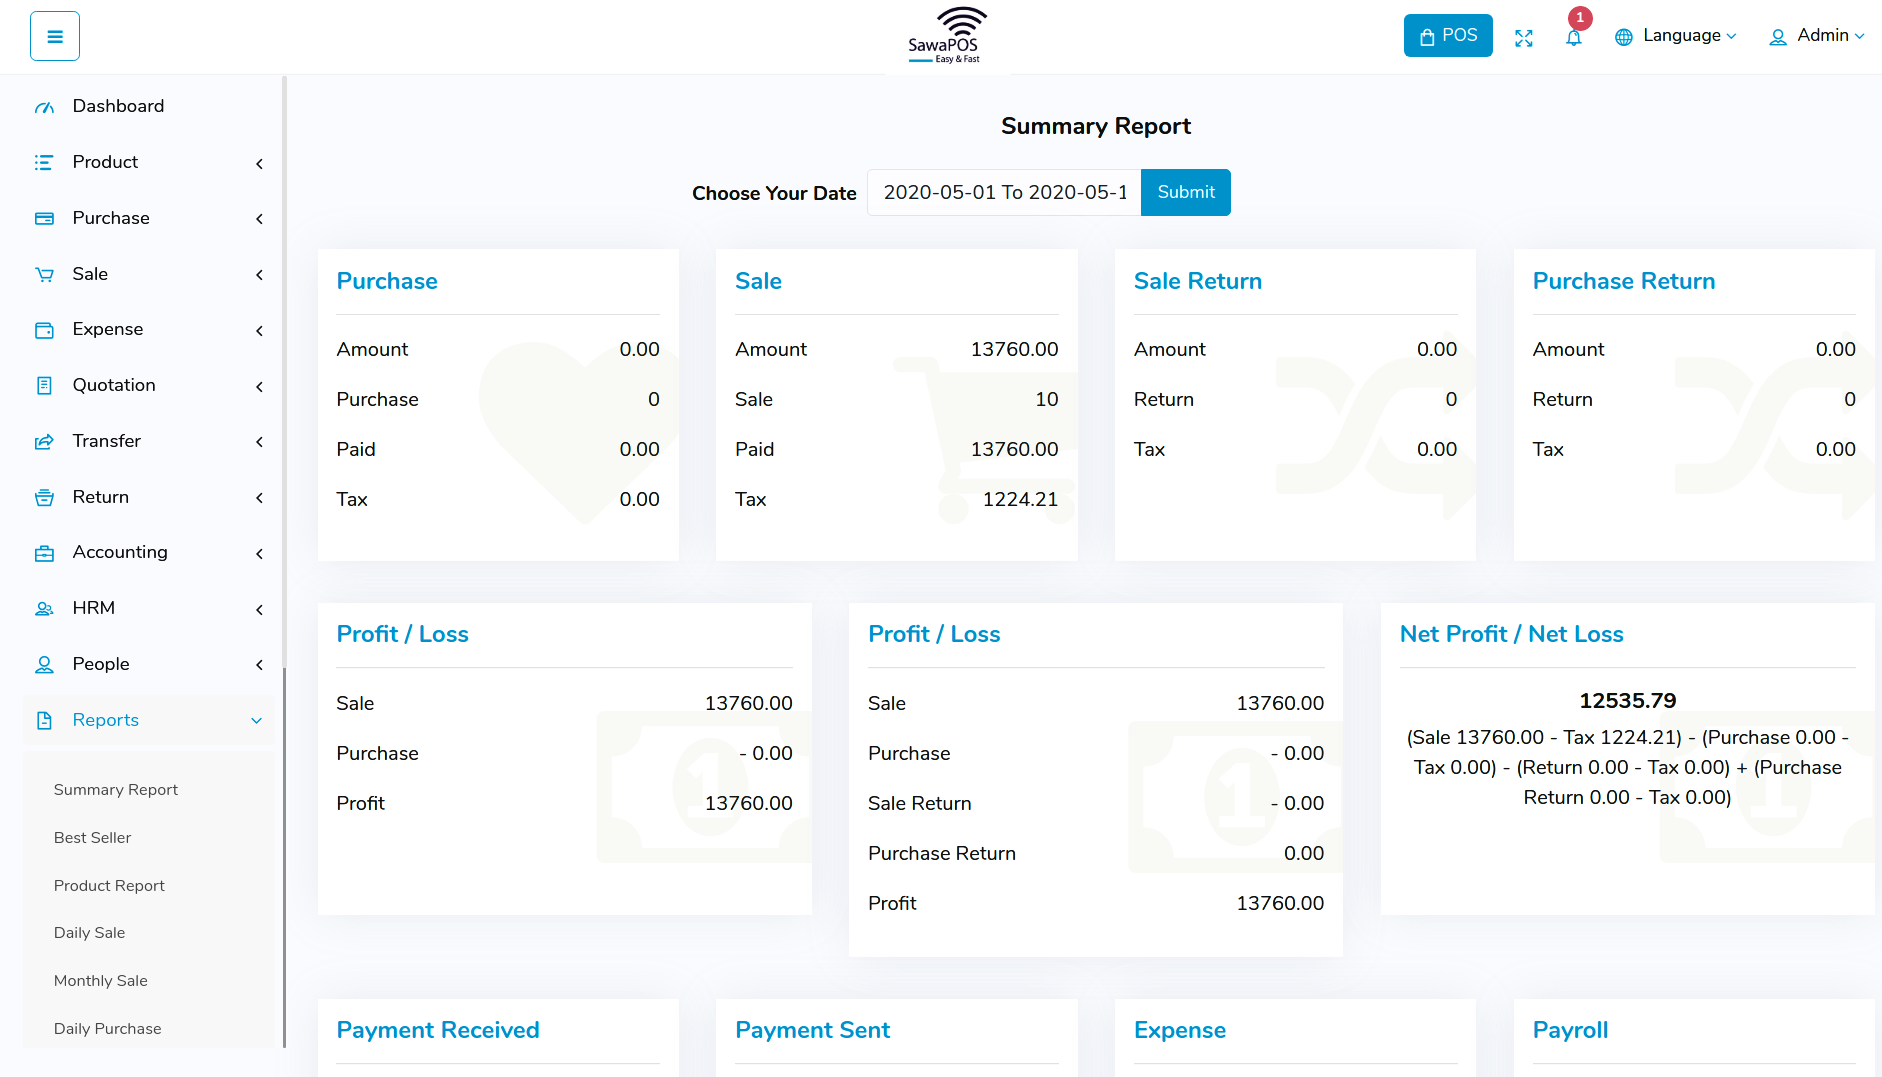 SawaPOS
Easy & Fast
POS
1
Language
Admin
Dashboard
Product
Purchase
Sale
Expense
Quotation
Transfer
Return
Accounting
HRM
People
Reports
Summary Report
Best Seller
Product Report
Daily Sale
Monthly Sale
Daily Purchase
Summary Report
Choose Your Date 2020-05-01 To 2020-05-1 Submit
Purchase
Amount 0.00
Purchase 0
Paid 0.00
Tax 0.00
Sale
Amount 13760.00
Sale 10
Paid 13760.00
Tax 1224.21
Sale Return
Amount 0.00
Return 0
Tax 0.00
Purchase Return
Amount 0.00
Return 0
Tax 0.00
Profit / Loss
Sale 13760.00
Purchase - 0.00
Profit 13760.00
Profit / Loss
Sale 13760.00
Purchase - 0.00
Sale Return - 0.00
Purchase Return 0.00
Profit 13760.00
Net Profit / Net Loss
12535.79
(Sale 13760.00 - Tax 1224.21) - (Purchase 0.00 -
Tax 0.00) - (Return 0.00 - Tax 0.00) + (Purchase
Return 0.00 - Tax 0.00)
Payment Received
Payment Sent
Expense
Payroll